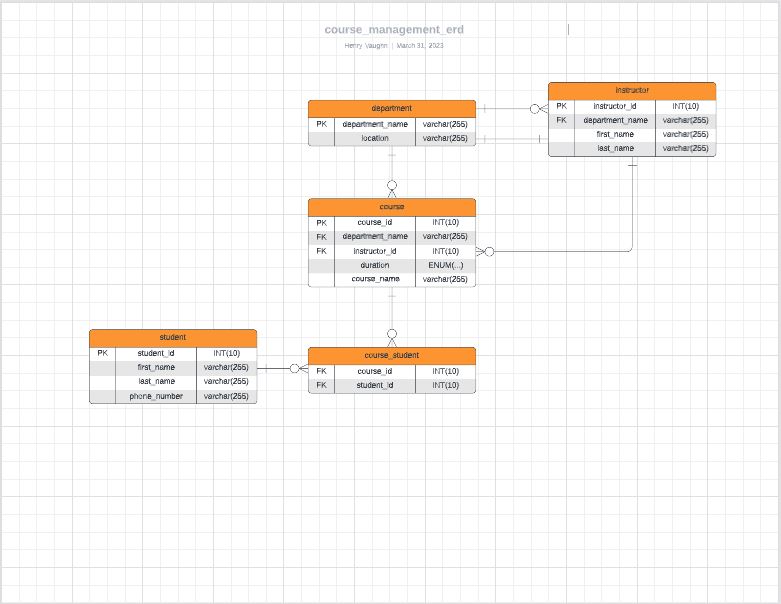 course_management_erd
Henry Vaughn | March 31, 2023
instructor
PK instructor_id INT(10)
FK department_name varchar(255)
first_name varchar(255)
last_name varchar(255)
department
PK department_name varchar(255)
location varchar(255)
course
PK course_id INT(10)
FK department_name varchar(255)
FK instructor_id INT(10)
duration ENUM(...)
course_name varchar(255)
student
PK student_id INT(10)
first_name varchar(255)
last_name varchar(255)
phone_number varchar(255)
course_student
FK course_id INT(10)
FK student_id INT(10)